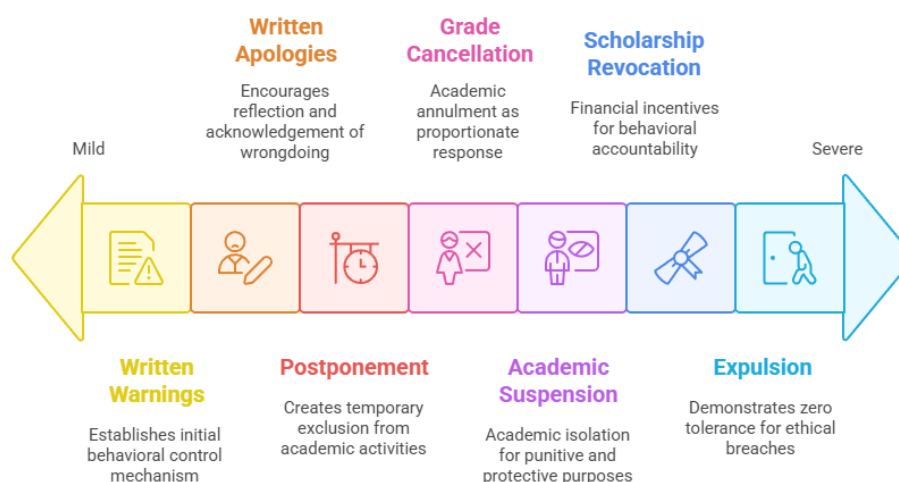 Written
Apologies
Encourages
reflection and
acknowledgement of
wrongdoing
Grade
Cancellation
Academic
annulment as
proportionate
response
Scholarship
Revocation
Financial incentives
for behavioral
accountability
Mild
Severe
Written
Warnings
Establishes initial
behavioral control
mechanism
Postponement
Creates temporary
exclusion from
academic activities
Academic
Suspension
Academic isolation
for punitive and
protective purposes
Expulsion
Demonstrates zero
tolerance for ethical
breaches